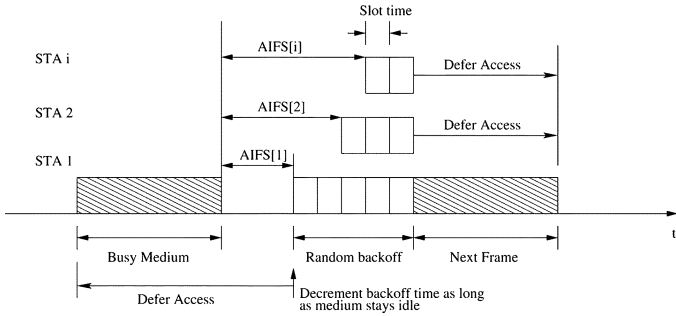 Slot time
AIFS[i]
STA i
Defer Access
AIFS[2]
STA 2
Defer Access
AIFS[1]
STA 1
t
Busy Medium
Random backoff
Next Frame
Defer Access
Decrement backoff time as long
as medium stays idle